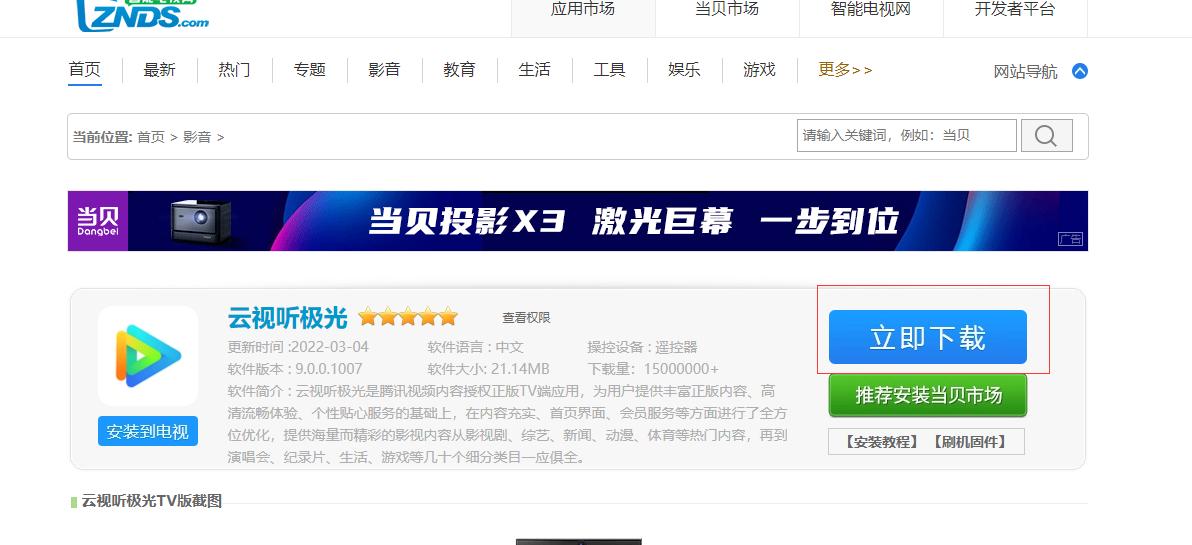 ZNDS.com
应用市场 当贝市场 智能电视网 开发者平台
首页 最新 热门 专题 影音 教育 生活 工具 娱乐 游戏 更多>> 网站导航
当前位置: 首页 > 影音 > 请输入关键词，例如：当贝
当贝
Dangbei
当贝投影X3 激光巨幕 一步到位
广告
云视听极光 查看权限
更新时间 :2022-03-04 软件语言 : 中文 操控设备 : 遥控器
软件版本 : 9.0.0.1007 软件大小: 21.14MB 下载量：15000000+
软件简介 : 云视听极光是腾讯视频内容授权正版TV端应用，为用户提供丰富正版内容、高
清流畅体验、个性贴心服务的基础上，在内容充实、首页界面、会员服务等方面进行了全方
位优化，提供海量而精彩的影视内容从影视剧、综艺、新闻、动漫、体育等热门内容，再到
演唱会、纪录片、生活、游戏等几十个细分类目一应俱全。
安装到电视
立即下载
推荐安装当贝市场
【安装教程】 【刷机固件】
云视听极光TV版截图